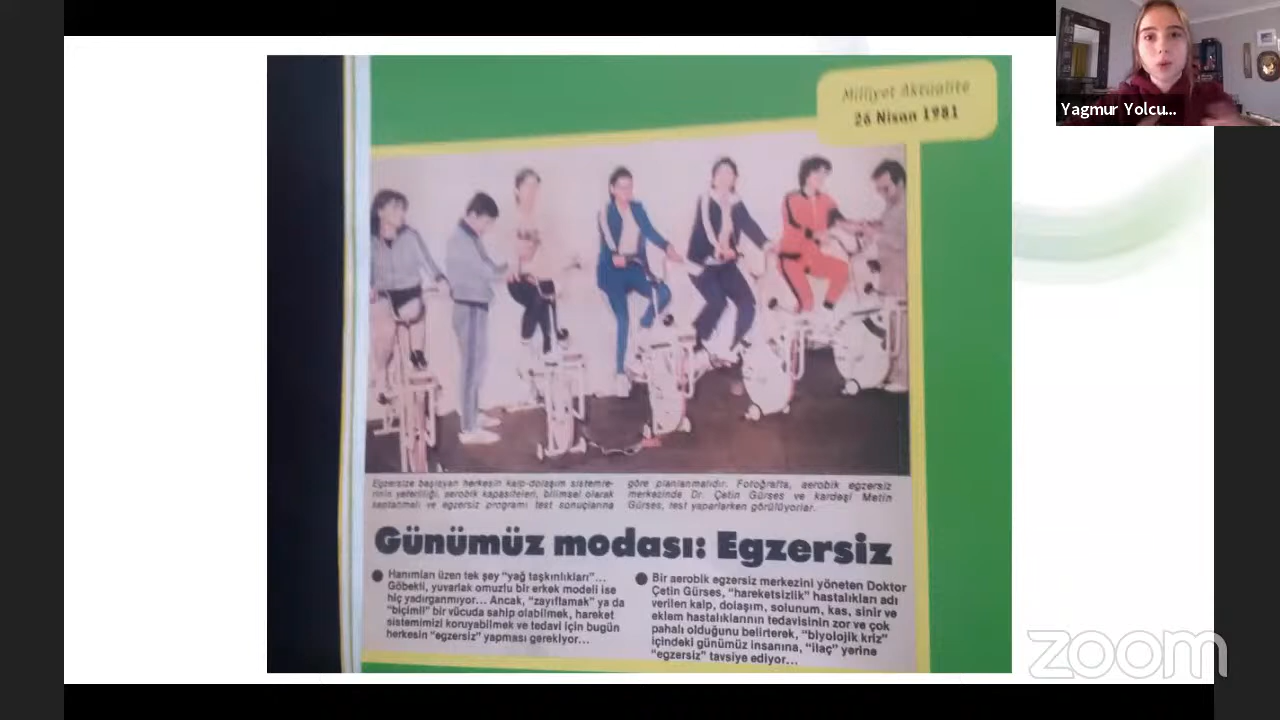 Yagmur Yolcu...
Milliyet Aktüalite
26 Nisan 1981
Egzersize başlayan herkesin kalp-dolaşım sistemle-
rinin yeterliliği, aerobik kapasiteleri, bilimsel olarak
saptanmalı ve egzersiz programı test sonuçlarına
göre planlanmalıdır. Fotoğrafta, aerobik egzersiz
merkezinde Dr. Çetin Gürses ve kardeşi Metin
Gürses, test yaparlarken görülüyorlar.
Günümüz modası: Egzersiz
Hanımları üzen tek şey "yağ taşkınlıkları"...
Göbekli, yuvarlak omuzlu bir erkek modeli ise
hiç yadırganmıyor... Ancak, "zayıflamak" ya da
"biçimli" bir vücuda sahip olabilmek, hareket
sistemimizi koruyabilmek ve tedavi için bugün
herkesin "egzersiz" yapması gerekiyor...
Bir aerobik egzersiz merkezini yöneten Doktor
Çetin Gürses, "hareketsizlik" hastalıkları adı
verilen kalp, dolaşım, solunum, kas, sinir ve
eklem hastalıklarının tedavisinin zor ve çok
pahalı olduğunu belirterek, "biyolojik kriz"
içindeki günümüz insanına, "ilaç" yerine
"egzersiz" tavsiye ediyor...
zoom